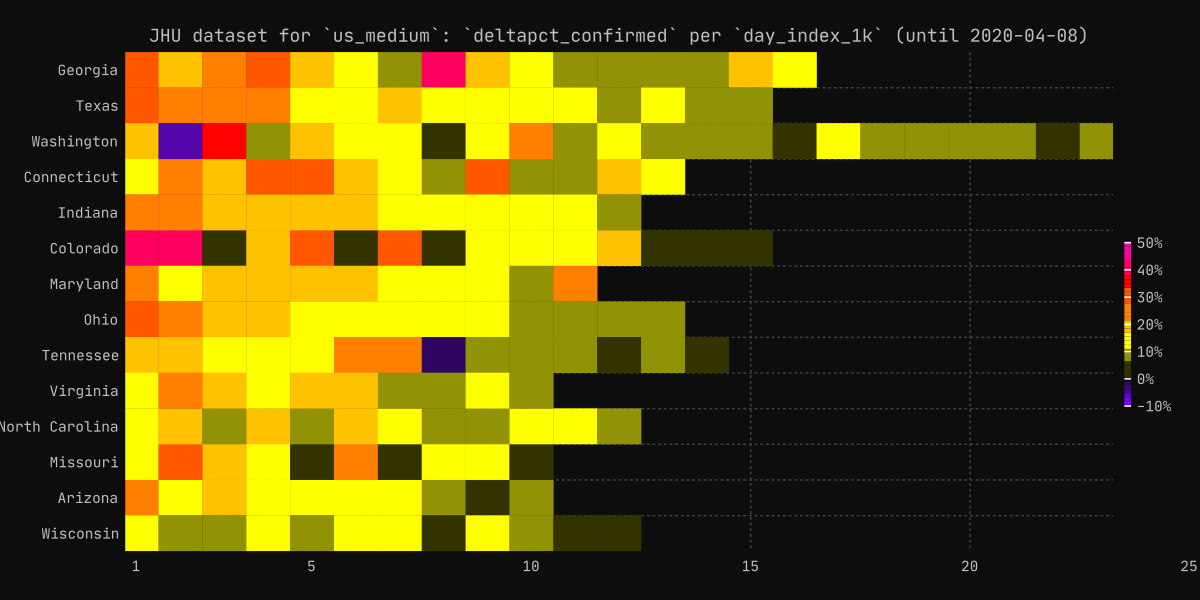 JHU dataset for `us_medium`: `deltapct_confirmed` per `day_index_1k` (until 2020-04-08)
Georgia
Texas
Washington
Connecticut
Indiana
Colorado
Maryland
Ohio
Tennessee
Virginia
North Carolina
Missouri
Arizona
Wisconsin
50%
40%
30%
20%
10%
0%
-10%
1 5 10 15 20 25